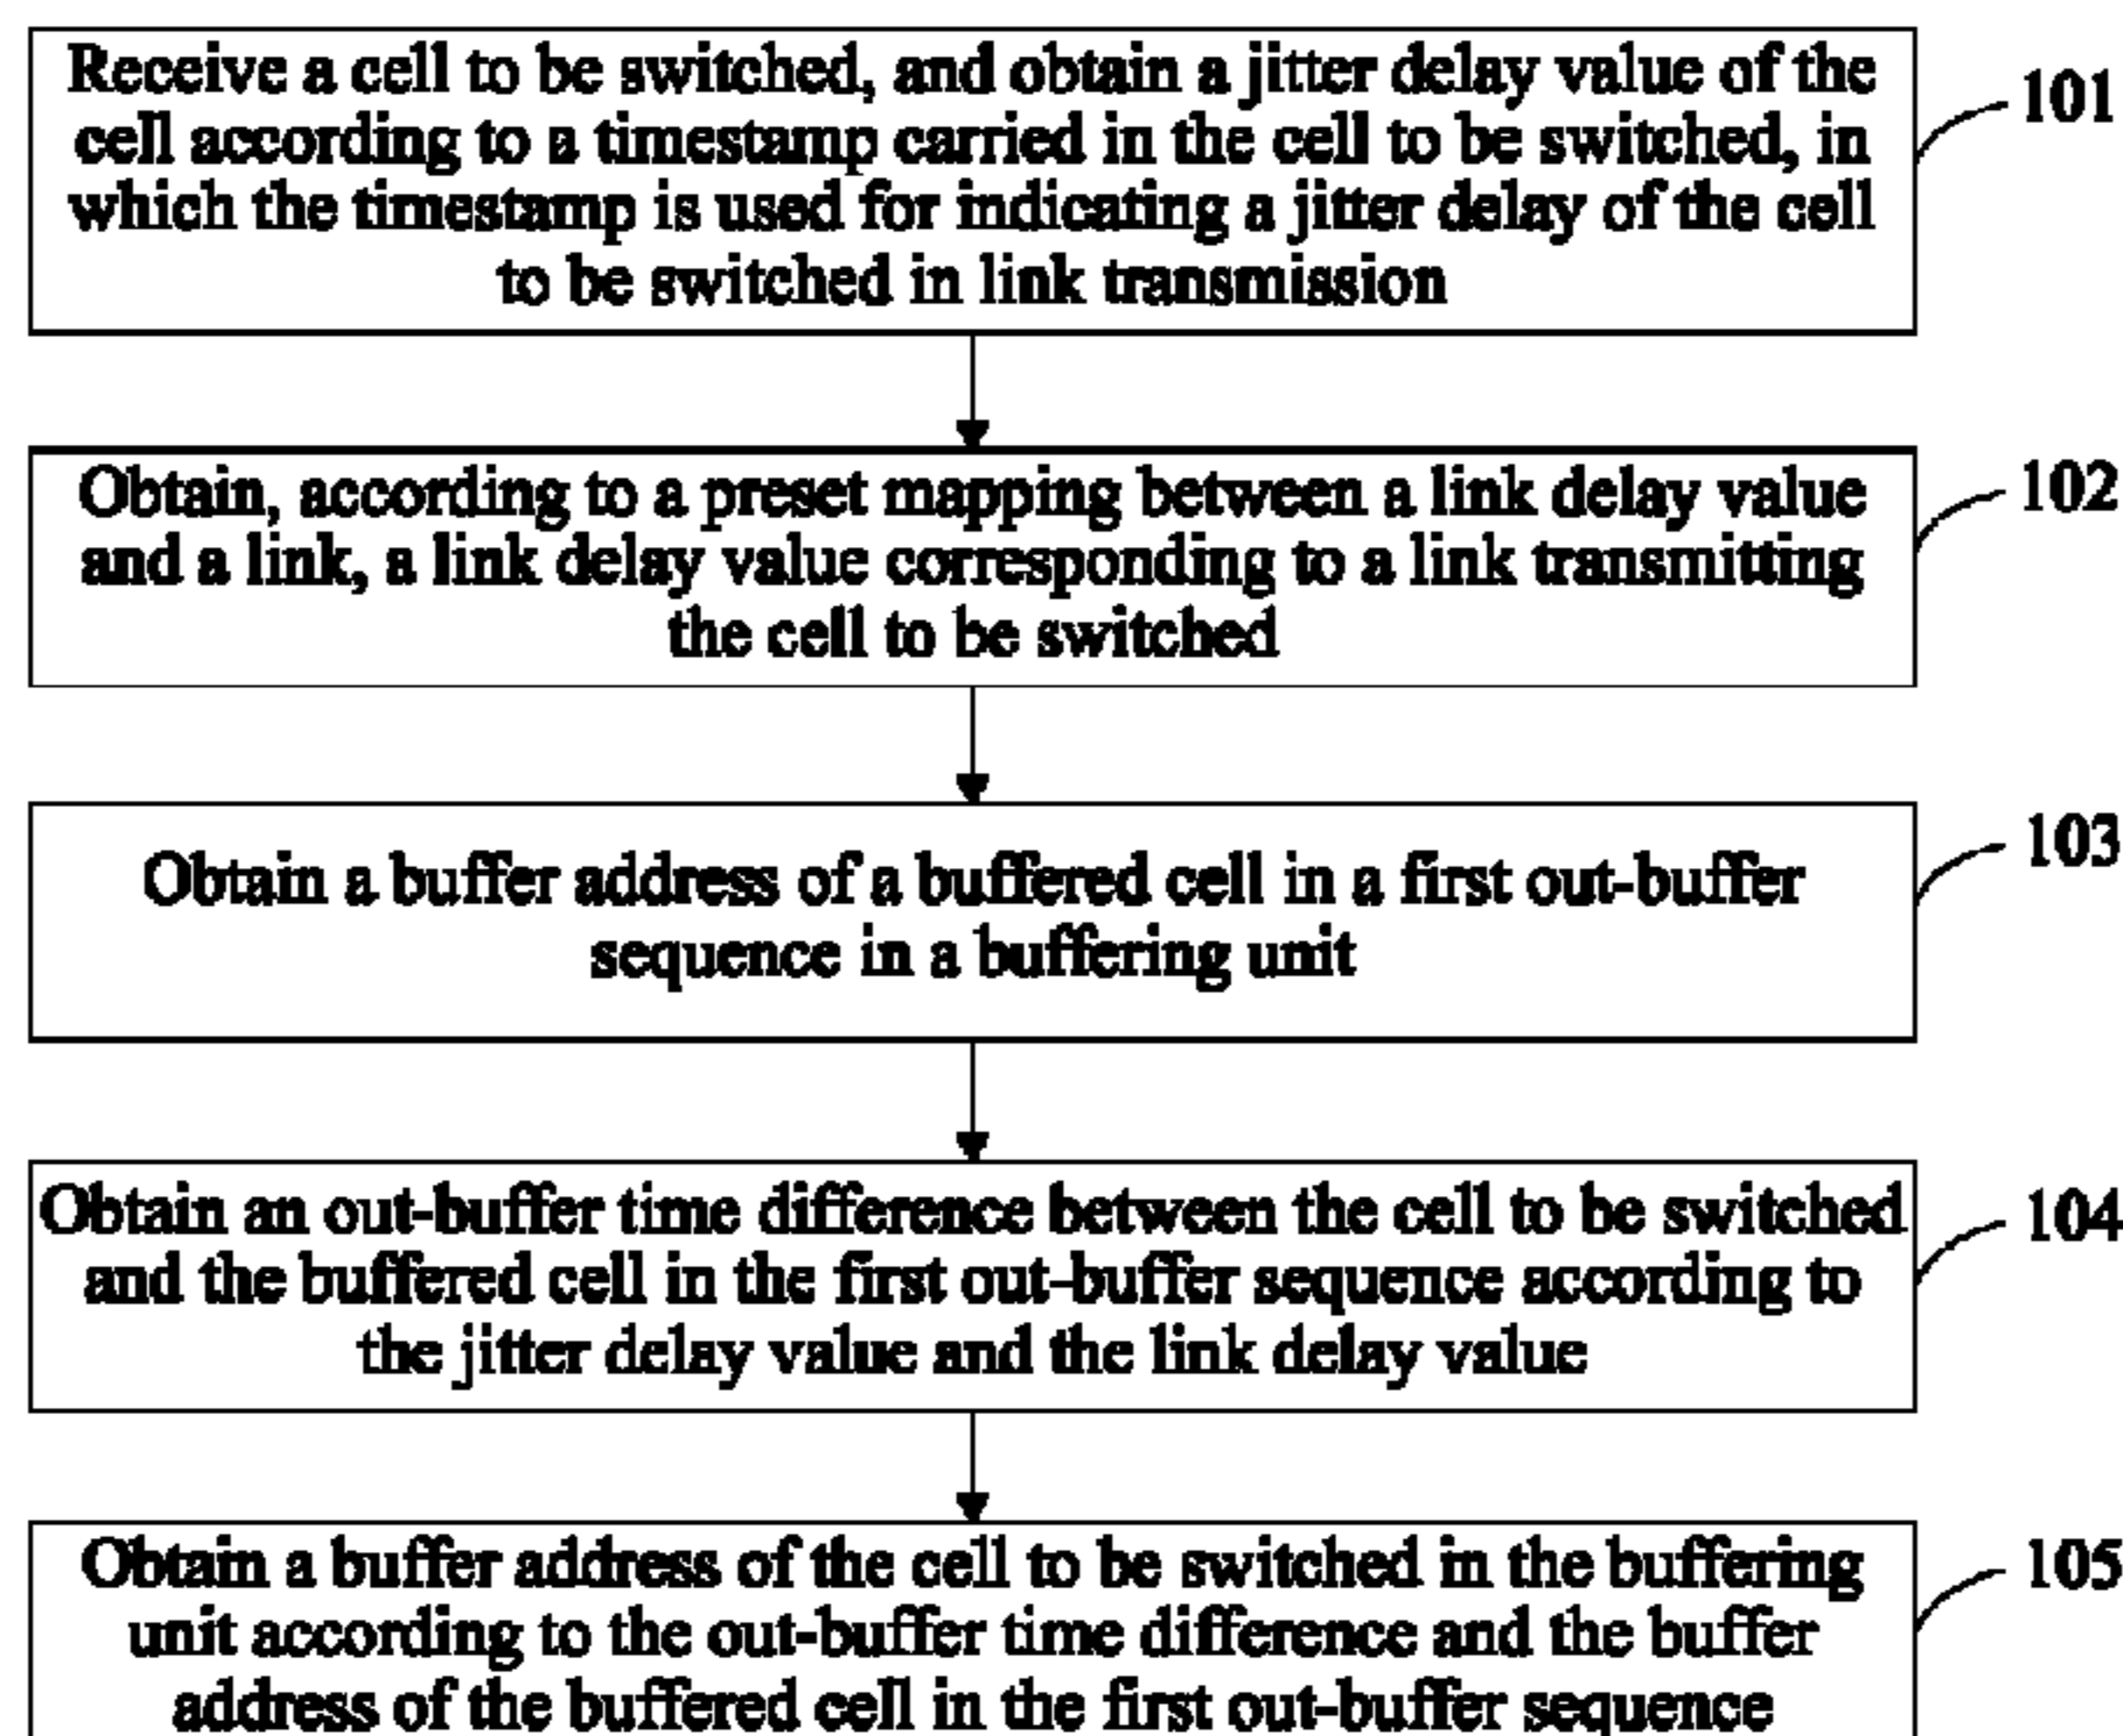 Receive a cell to be switched, and obtain a jitter delay value of the
cell according to a timestamp carried in the cell to be switched, in
which the timestamp is used for indicating a jitter delay of the cell
to be switched in link transmission
101
Obtain, according to a preset mapping between a link delay value
and a link, a link delay value corresponding to a link transmitting
the cell to be switched
102
Obtain a buffer address of a buffered cell in a first out-buffer
sequence in a buffering unit
103
Obtain an out-buffer time difference between the cell to be switched
and the buffered cell in the first out-buffer sequence according to
the jitter delay value and the link delay value
104
Obtain a buffer address of the cell to be switched in the buffering
unit according to the out-buffer time difference and the buffer
address of the buffered cell in the first out-buffer sequence
105